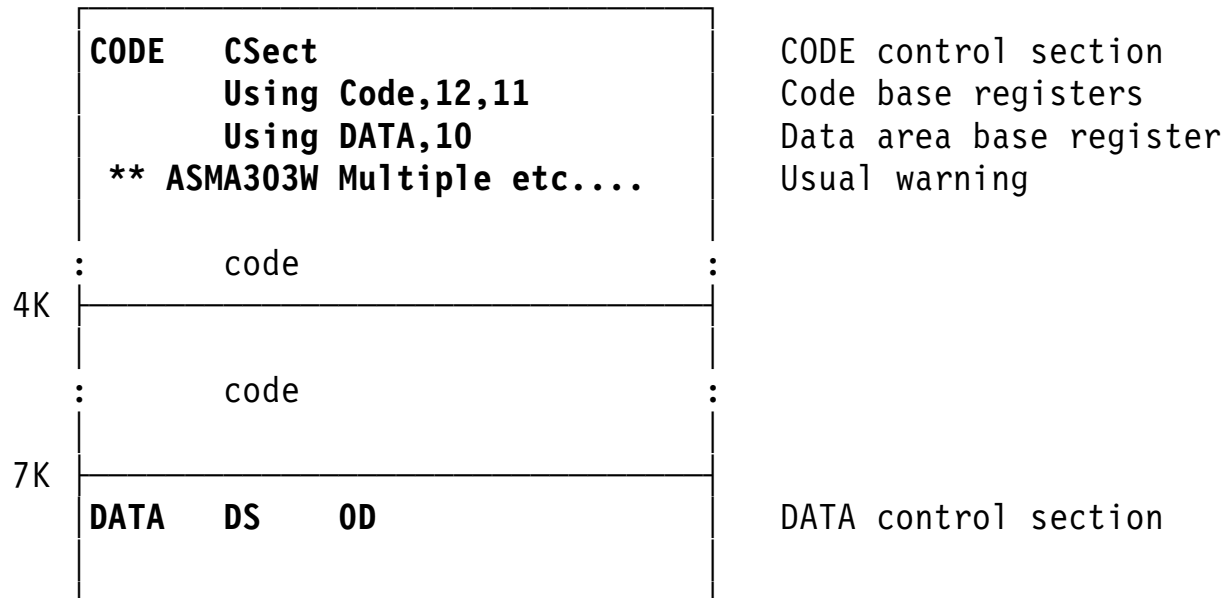 CODE CSect CODE control section
Using Code,12,11 Code base registers
Using DATA,10 Data area base register
** ASMA303W Multiple etc.... Usual warning
: code :
4K
: code :
7K
DATA DS 0D DATA control section